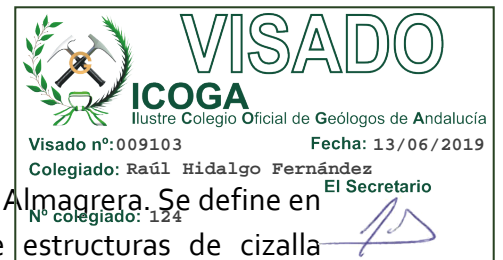 VISADO
ICOGA
Ilustre Colegio Oficial de Geólogos de Andalucía
Visado nº:009103 Fecha: 13/06/2019
Colegiado: Raúl Hidalgo Fernández
El Secretario
Almagrera. Se define en
Nº colegiado: 124
estructuras de cizalla